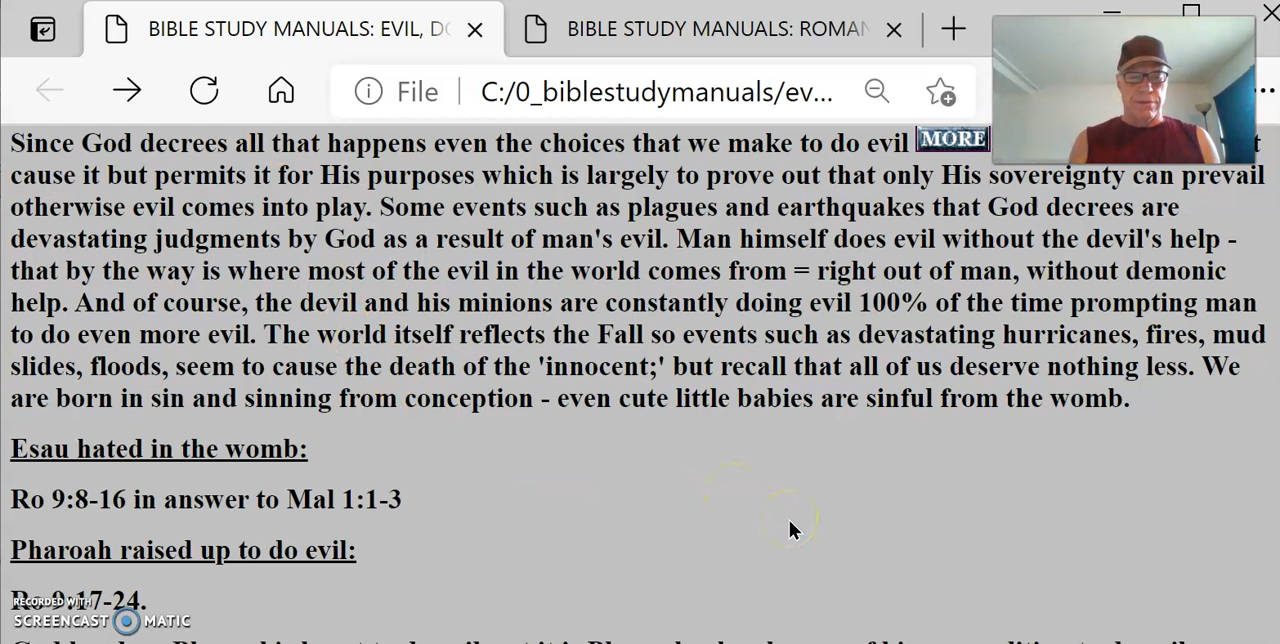 BIBLE STUDY MANUALS: EVIL, DO
BIBLE STUDY MANUALS: ROMAN
File
C:/0_biblestudymanuals/ev...
Since God decrees all that happens even the choices that we make to do evil MORE
cause it but permits it for His purposes which is largely to prove out that only His sovereignty can prevail
otherwise evil comes into play. Some events such as plagues and earthquakes that God decrees are
devastating judgments by God as a result of man's evil. Man himself does evil without the devil's help -
that by the way is where most of the evil in the world comes from = right out of man, without demonic
help. And of course, the devil and his minions are constantly doing evil 100% of the time prompting man
to do even more evil. The world itself reflects the Fall so events such as devastating hurricanes, fires, mud
slides, floods, seem to cause the death of the 'innocent;' but recall that all of us deserve nothing less. We
are born in sin and sinning from conception - even cute little babies are sinful from the womb.
Esau hated in the womb:
Ro 9:8-16 in answer to Mal 1:1-3
Pharoah raised up to do evil:
Ro 9:17-24.
RECORDED WITH
SCREENCAST MATIC